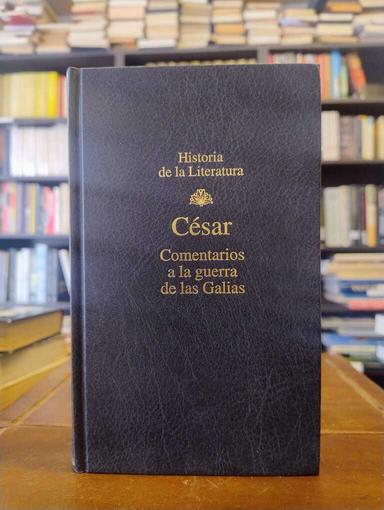 Historia
de la Literatura
César
Comentarios
a la guerra
de las Galias